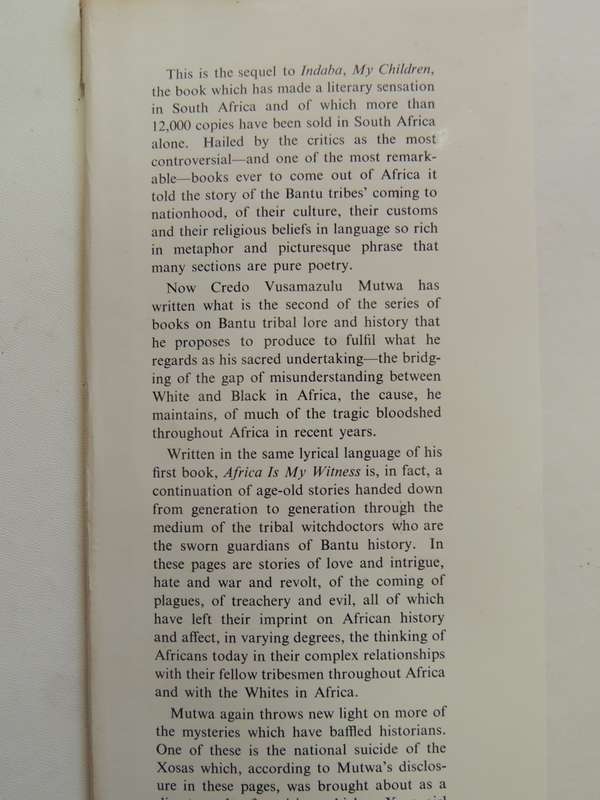 This is the sequel to Indaba, My Children,
the book which has made a literary sensation
in South Africa and of which more than
12,000 copies have been sold in South Africa
alone. Hailed by the critics as the most
controversial—and one of the most remark-
able—books ever to come out of Africa it
told the story of the Bantu tribes' coming to
nationhood, of their culture, their customs
and their religious beliefs in language so rich
in metaphor and picturesque phrase that
many sections are pure poetry.
Now Credo Vusamazulu Mutwa has
written what is the second of the series of
books on Bantu tribal lore and history that
he proposes to produce to fulfil what he
regards as his sacred undertaking—the bridg-
ing of the gap of misunderstanding between
White and Black in Africa, the cause, he
maintains, of much of the tragic bloodshed
throughout Africa in recent years.
Written in the same lyrical language of his
first book, Africa Is My Witness is, in fact, a
continuation of age-old stories handed down
from generation to generation through the
medium of the tribal witchdoctors who are
the sworn guardians of Bantu history. In
these pages are stories of love and intrigue,
hate and war and revolt, of the coming of
plagues, of treachery and evil, all of which
have left their imprint on African history
and affect, in varying degrees, the thinking of
Africans today in their complex relationships
with their fellow tribesmen throughout Africa
and with the Whites in Africa.
Mutwa again throws new light on more of
the mysteries which have baffled historians.
One of these is the national suicide of the
Xosas which, according to Mutwa's disclos-
ure in these pages, was brought about as a